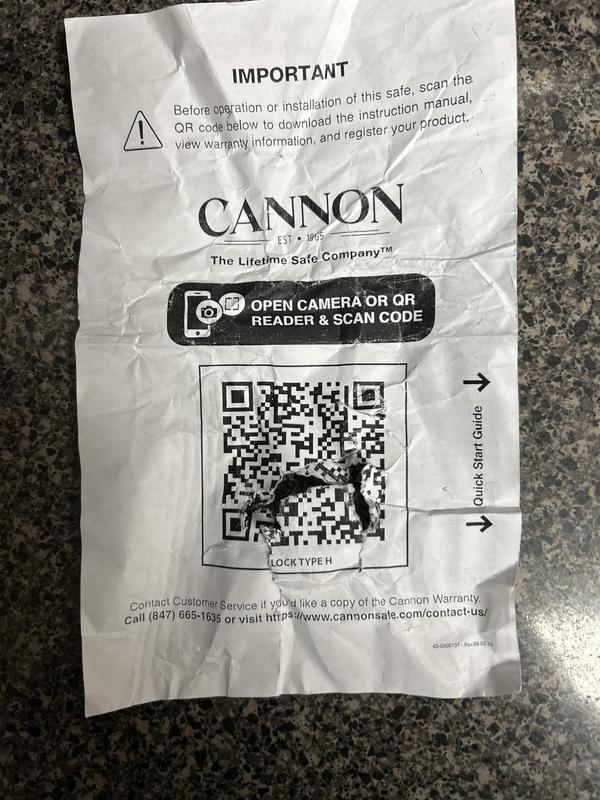 IMPORTANT
Before operation or installation of this safe, scan the
QR code below to download the instruction manual,
view warranty information, and register your product.
CANNON
EST • 1965
The Lifetime Safe Company™
OPEN CAMERA OR QR
READER & SCAN CODE
Quick Start Guide
LOCK TYPE H
Contact Customer Service if you'd like a copy of the Cannon Warranty.
Call (847) 665-1635 or visit https://www.cannonsafe.com/contact-us/